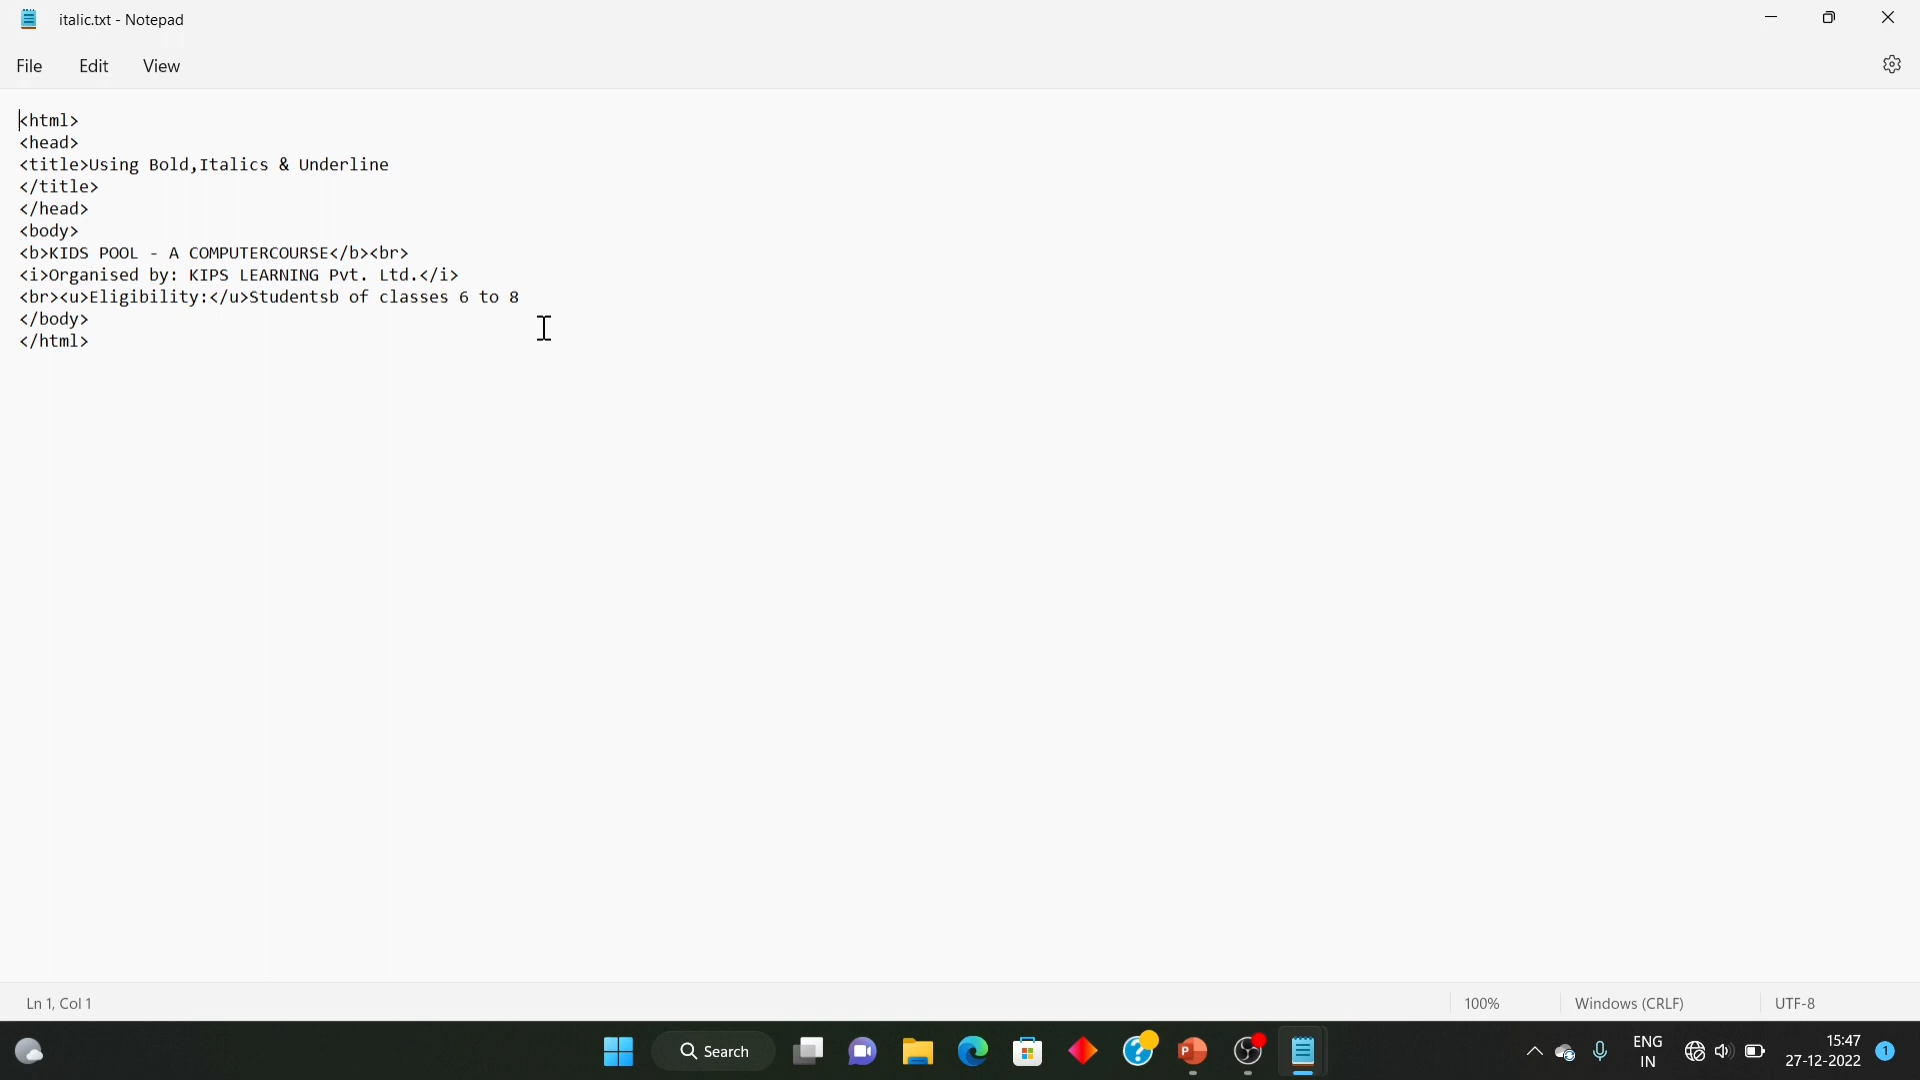 italic.txt - Notepad
File Edit View
<html>
<head>
<title>Using Bold,Italics & Underline
</title>
</head>
<body>
<b>KIDS POOL - A COMPUTERCOURSE</b><br>
<i>Organised by: KIPS LEARNING Pvt. Ltd.</i>
<br><u>Eligibility:</u>Studentsb of classes 6 to 8
</body>
</html>
Ln 1, Col 1 100% Windows (CRLF) UTF-8
Search ENG 15:47
IN 27-12-2022 1